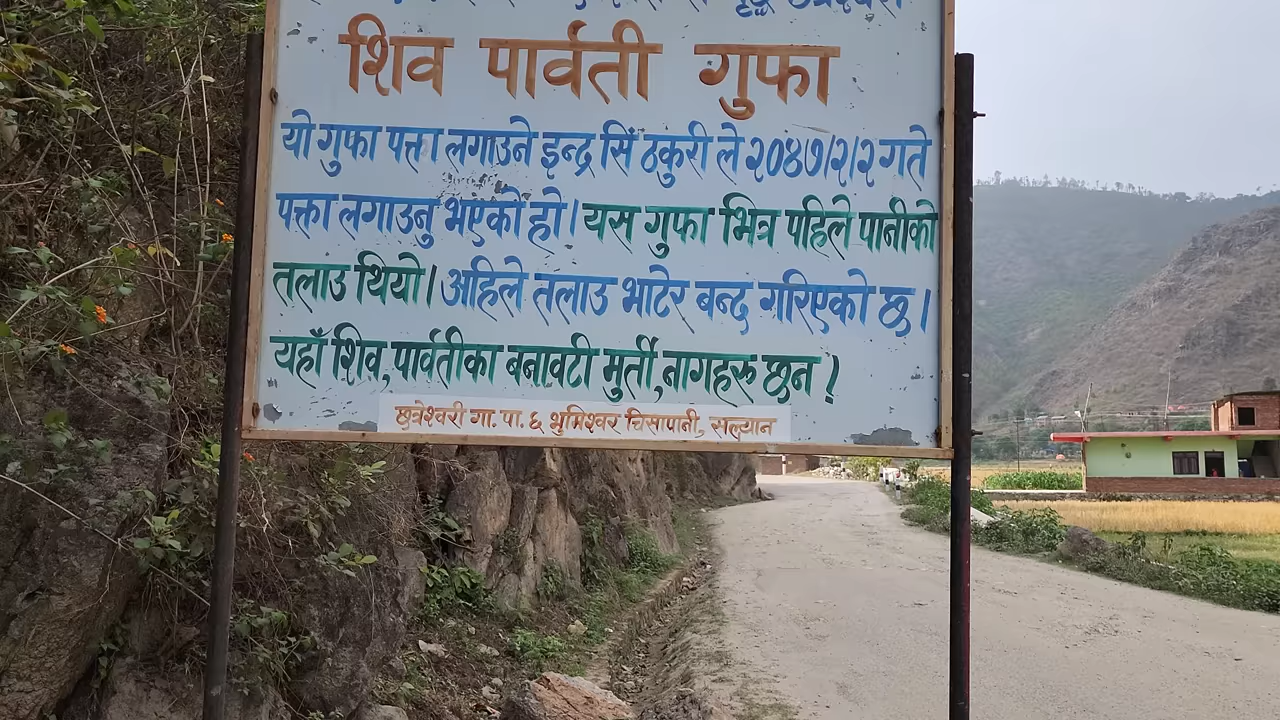 शिव पार्वती गुफा
यो गुफा पत्ता लगाउने इन्द्र सिं ठकुरी ले २०४७/२/२ गते
पत्ता लगाउनु भएको हो। यस गुफा भित्र पहिले पानीको
तलाउ थियो। अहिले तलाउ भाटेर बन्द गरिएको छ।
यहाँ शिव, पार्वतीका बनावटी मुर्ती, नागहरू छन।
छत्रेश्वरी गा. पा. ६ भुमिश्वर चिसापानी, सल्यान